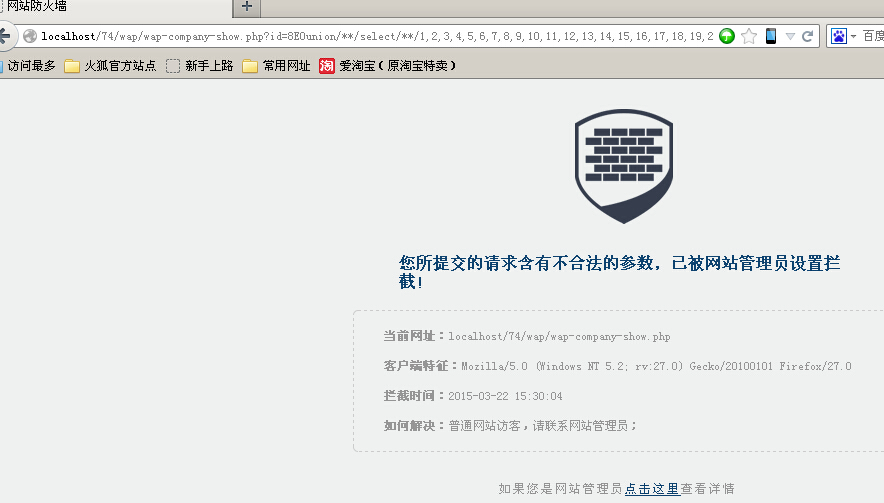 网站防火墙
localhost/74/wap/wap-company-show.php?id=8E0union/**/select/**/1,2,3,4,5,6,7,8,9,10,11,12,13,14,15,16,17,18,19,2
百度
访问最多 火狐官方站点 新手上路 常用网址 淘 爱淘宝（原淘宝特卖）
您所提交的请求含有不合法的参数，已被网站管理员设置拦
截！
当前网址：localhost/74/wap/wap-company-show.php
客户端特征：Mozilla/5.0 (Windows NT 5.2; rv:27.0) Gecko/20100101 Firefox/27.0
拦截时间：2015-03-22 15:30:04
如何解决：普通网站访客，请联系网站管理员；
如果您是网站管理员点击这里查看详情